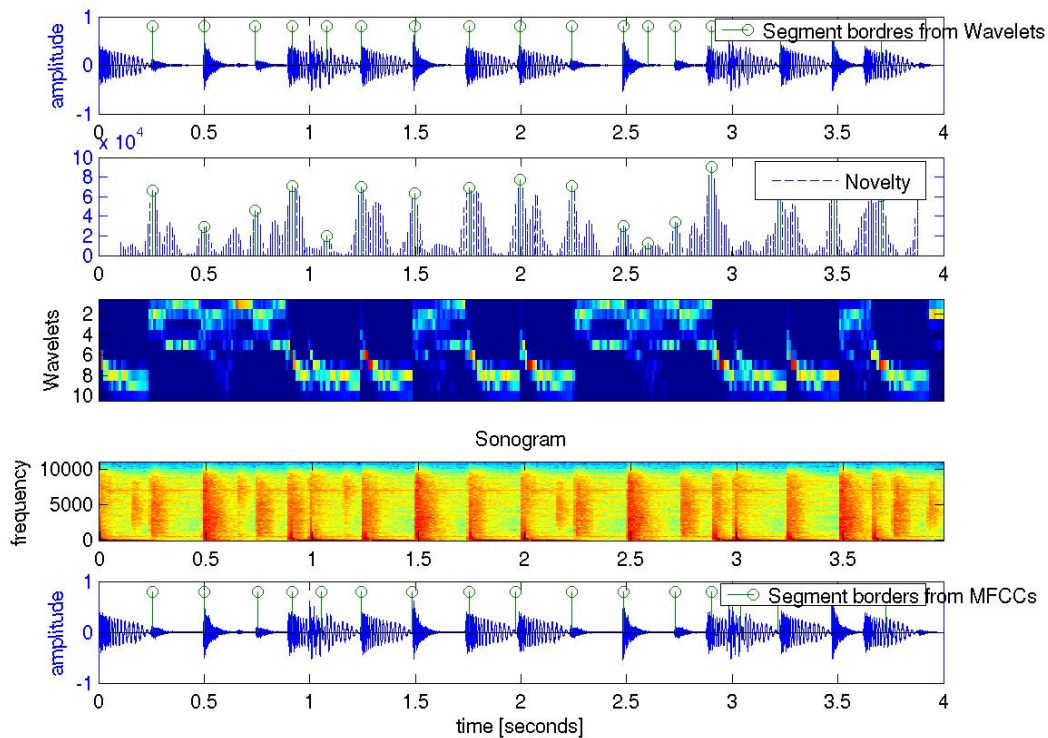 1
0
-1
amplitude
Segment bordres from Wavelets
0 0.5 1 1.5 2 2.5 3 3.5 4
x 10^4
10
8
6
4
2
0
Novelty
0 0.5 1 1.5 2 2.5 3 3.5 4
Wavelets
2
4
6
8
10
Sonogram
frequency
10000
5000
0
0 0.5 1 1.5 2 2.5 3 3.5
1
0
-1
amplitude
Segment borders from MFCCs
0 0.5 1 1.5 2 2.5 3 3.5 4
time [seconds]